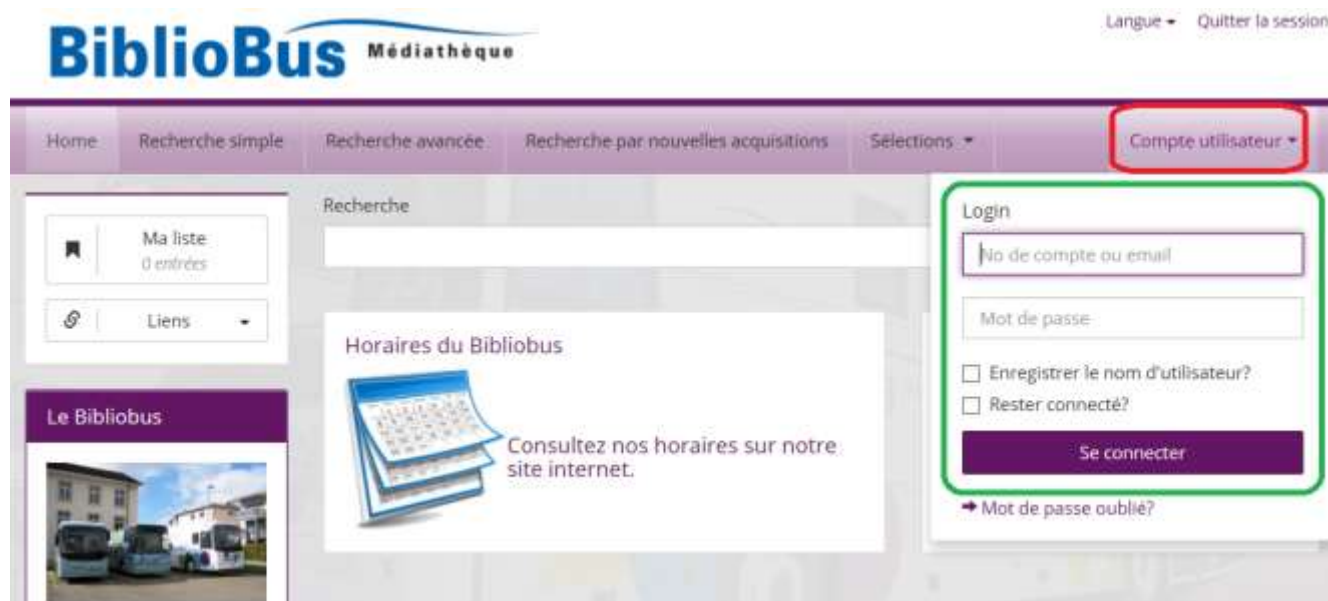 BiblioBus Médiathèque
Langue Quitter la session
Home Recherche simple Recherche avancée Recherche par nouvelles acquisitions Sélections Compte utilisateur
Ma liste
0 entrées
Liens
Le Bibliobus
Recherche
Horaires du Bibliobus
Consultez nos horaires sur notre
site internet.
Login
No de compte ou email
Mot de passe
Enregistrer le nom d'utilisateur?
Rester connecté?
Se connecter
Mot de passe oublié?